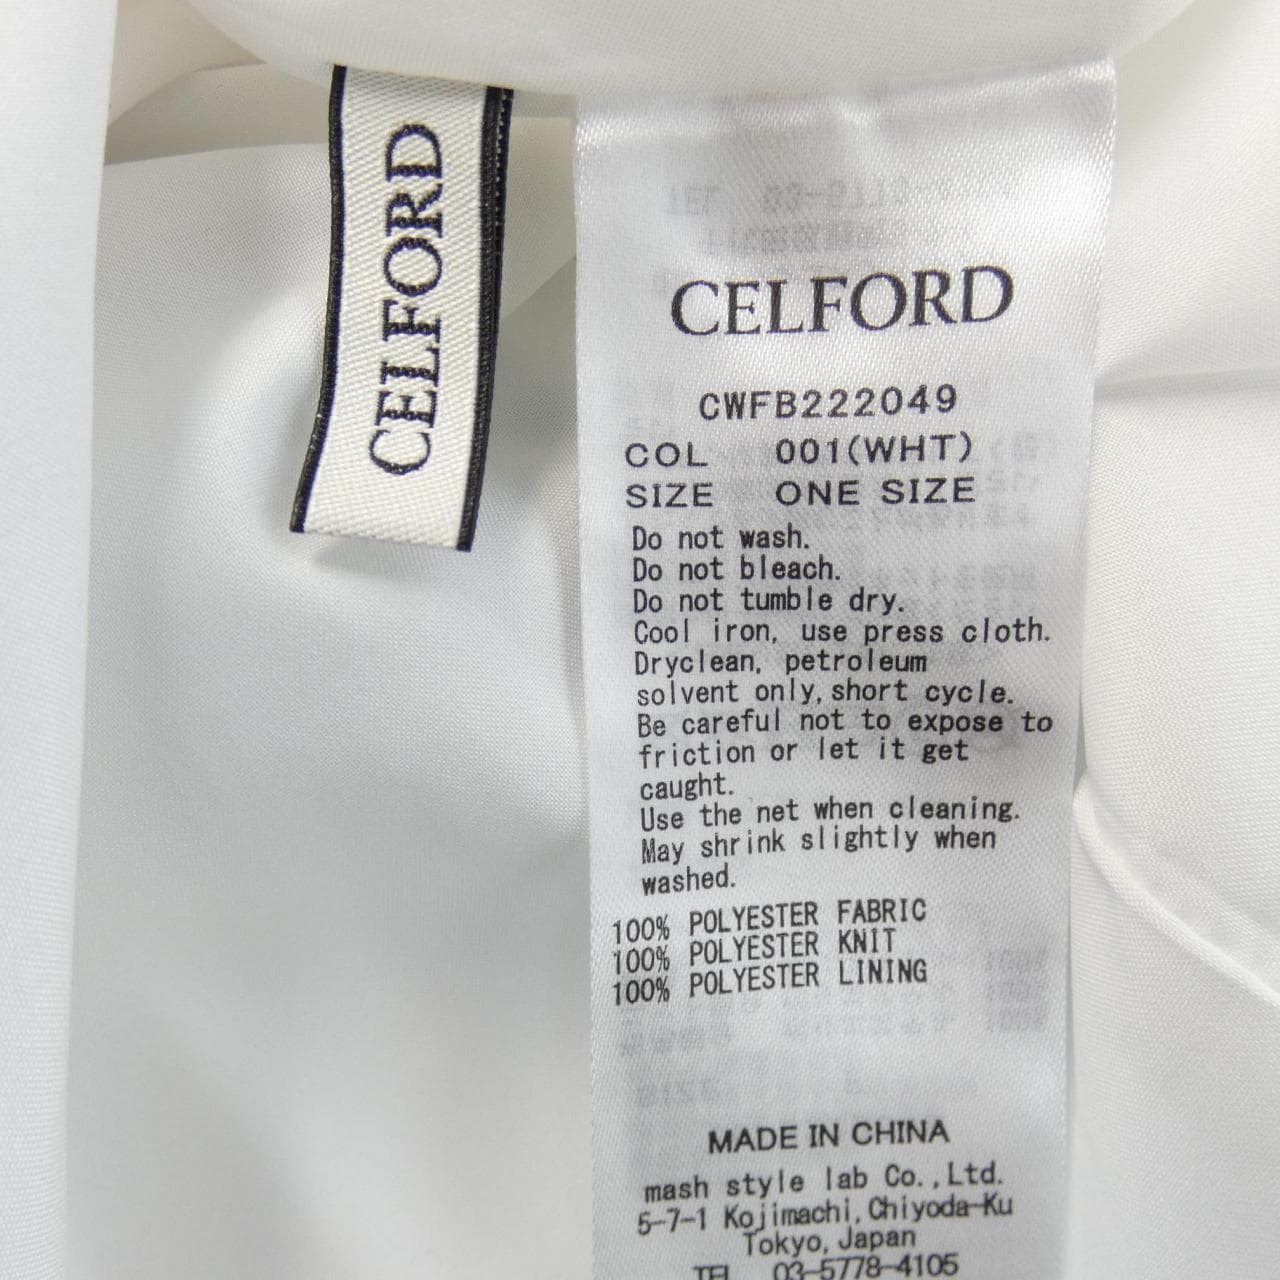 CELFORD
CELFORD
CWFB222049
COL 001(WHT)
SIZE ONE SIZE
Do not wash.
Do not bleach.
Do not tumble dry.
Cool iron, use press cloth.
Dryclean, petroleum
solvent only, short cycle.
Be careful not to expose to
friction or let it get
caught.
Use the net when cleaning.
May shrink slightly when
washed.
100% POLYESTER FABRIC
100% POLYESTER KNIT
100% POLYESTER LINING
MADE IN CHINA
mash style lab Co.,Ltd.
5-7-1 Kojimachi, Chiyoda-Ku
Tokyo, Japan
TEL 03-5778-4105